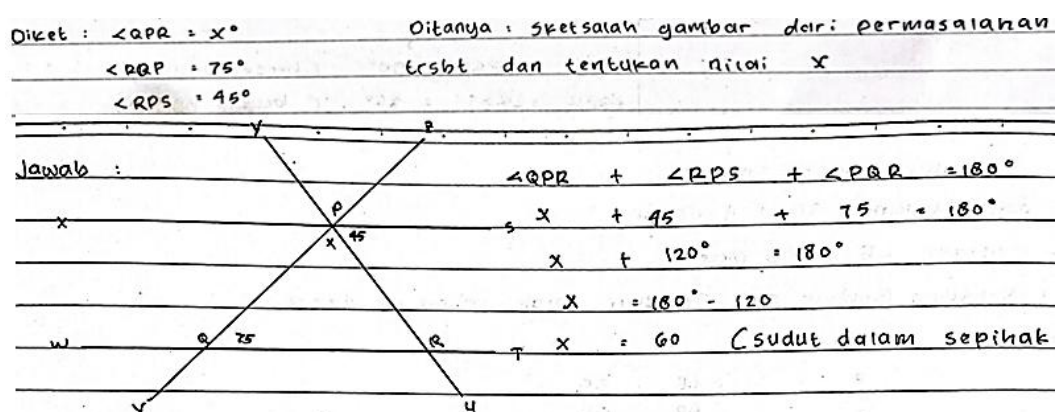 Diket : <QPR = x° Ditanya : sketsalah gambar dari permasalahan
<RQP = 75° trsbt dan tentukan nilai x
<RPS = 45°
Y Z
Jawab : <QPR + <RPS + <PQR = 180°
P
X S x + 45 + 75 = 180°
x 45
x + 120° = 180°
x = 180° - 120
W Q 75 R T x = 60 (sudut dalam sepihak
V U